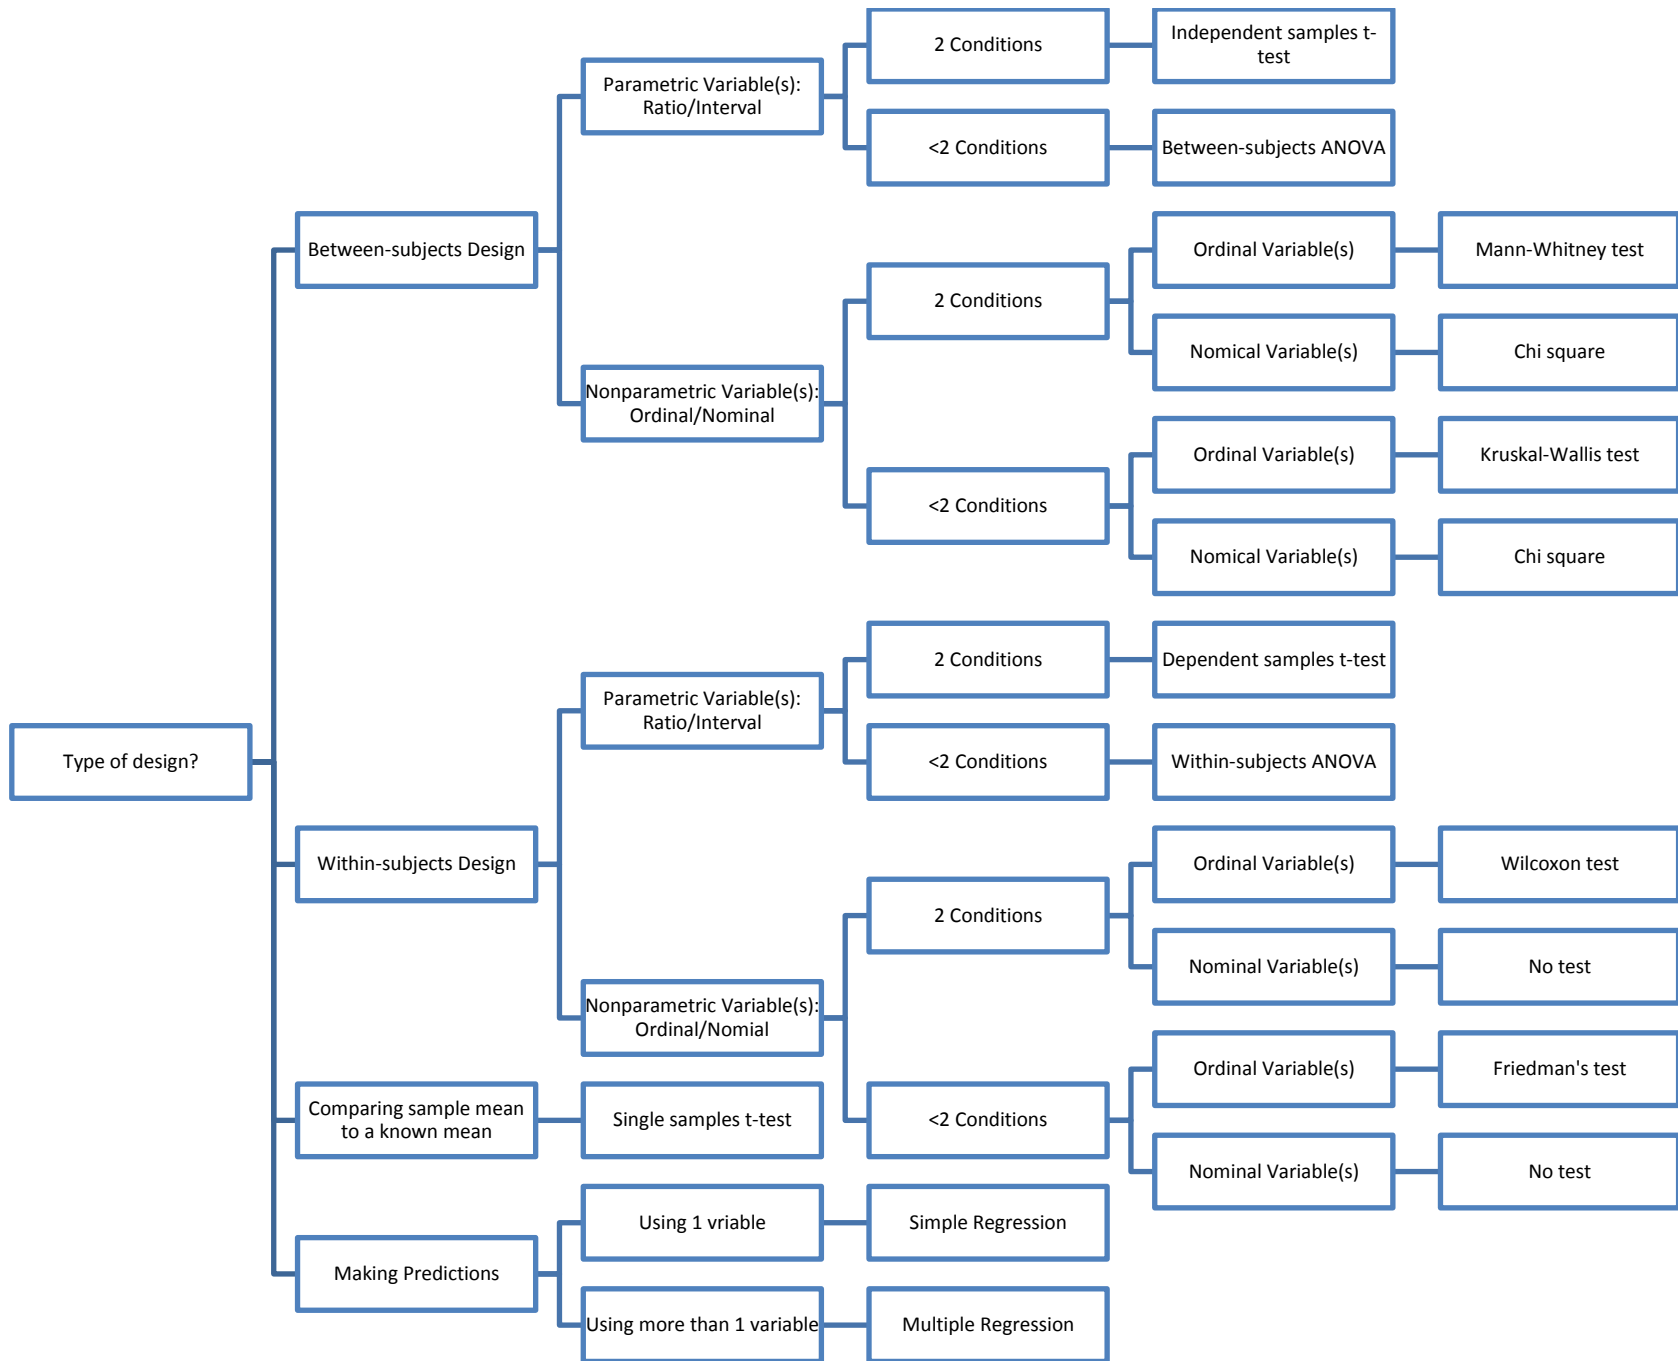 Type of design?
Between-subjects Design
Parametric Variable(s):
Ratio/Interval
2 Conditions
Independent samples t-
test
<2 Conditions
Between-subjects ANOVA
Nonparametric Variable(s):
Ordinal/Nominal
2 Conditions
Ordinal Variable(s)
Mann-Whitney test
Nomical Variable(s)
Chi square
<2 Conditions
Ordinal Variable(s)
Kruskal-Wallis test
Nomical Variable(s)
Chi square
Within-subjects Design
Parametric Variable(s):
Ratio/Interval
2 Conditions
Dependent samples t-test
<2 Conditions
Within-subjects ANOVA
Nonparametric Variable(s):
Ordinal/Nomial
2 Conditions
Ordinal Variable(s)
Wilcoxon test
Nominal Variable(s)
No test
<2 Conditions
Ordinal Variable(s)
Friedman's test
Nominal Variable(s)
No test
Comparing sample mean
to a known mean
Single samples t-test
Making Predictions
Using 1 vriable
Simple Regression
Using more than 1 variable
Multiple Regression